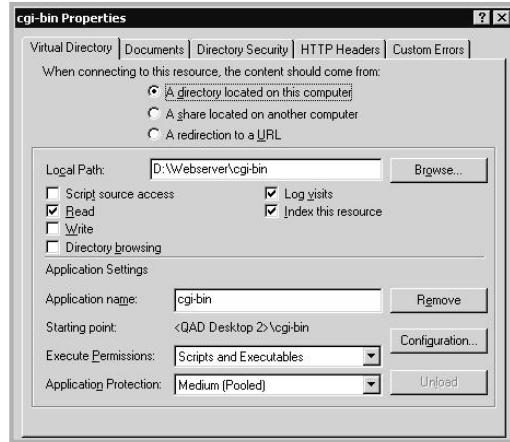 cgi-bin Properties
Virtual Directory Documents Directory Security HTTP Headers Custom Errors
When connecting to this resource, the content should come from:
A directory located on this computer
A share located on another computer
A redirection to a URL
Local Path: D:\Webserver\cgi-bin Browse...
Script source access Log visits
Read Index this resource
Write
Directory browsing
Application Settings
Application name: cgi-bin Remove
Starting point: <QAD Desktop 2>\cgi-bin
Configuration...
Execute Permissions: Scripts and Executables
Application Protection: Medium (Pooled) Unload